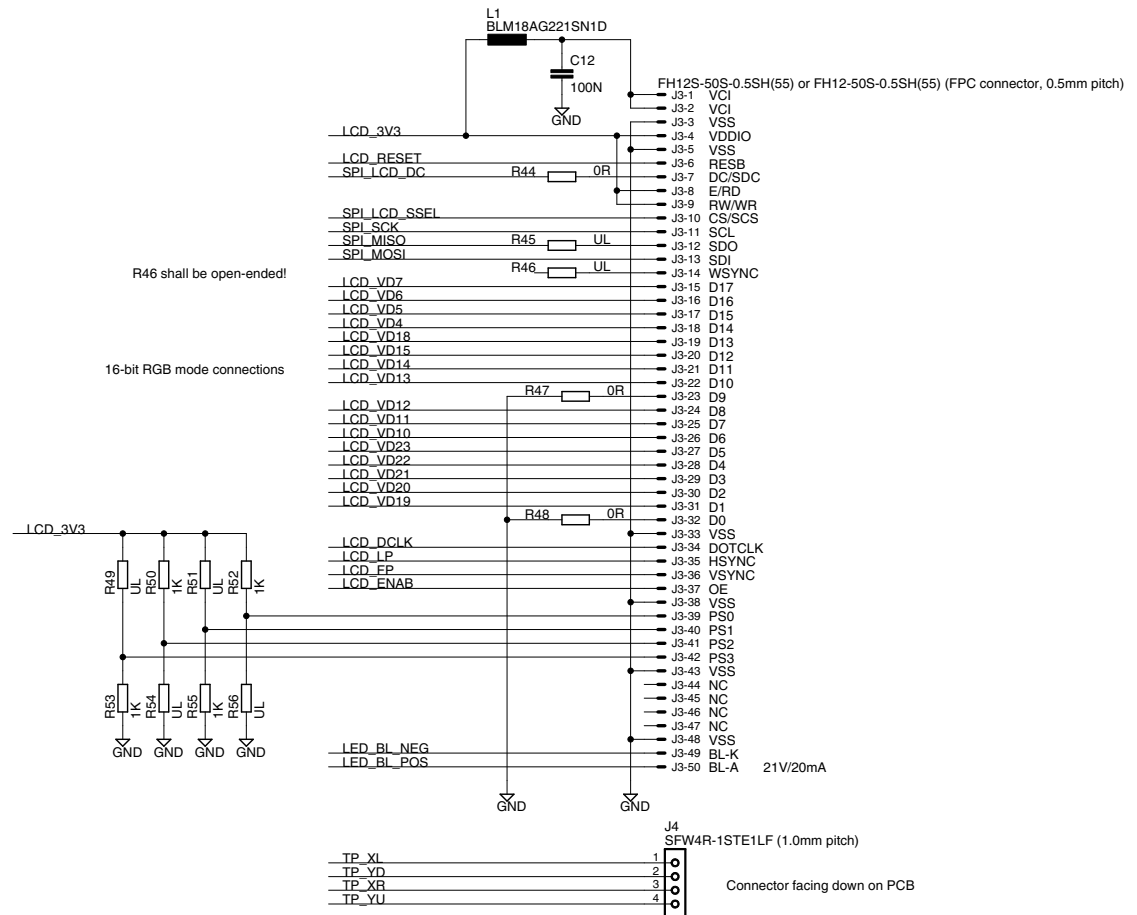 L1
BLM18AG221SN1D
C12
100N
GND
FH12S-50S-0.5SH(55) or FH12-50S-0.5SH(55) (FPC connector, 0.5mm pitch)
J3-1 VCI
J3-2 VCI
J3-3 VSS
LCD_3V3 J3-4 VDDIO
J3-5 VSS
LCD_RESET J3-6 RESB
SPI_LCD_DC R44 0R J3-7 DC/SDC
J3-8 E/RD
J3-9 RW/WR
SPI_LCD_SSEL J3-10 CS/SCS
SPI_SCK J3-11 SCL
SPI_MISO R45 UL J3-12 SDO
SPI_MOSI J3-13 SDI
R46 shall be open-ended! R46 UL J3-14 WSYNC
LCD_VD7 J3-15 D17
LCD_VD6 J3-16 D16
LCD_VD5 J3-17 D15
LCD_VD4 J3-18 D14
LCD_VD18 J3-19 D13
LCD_VD15 J3-20 D12
16-bit RGB mode connections LCD_VD14 J3-21 D11
LCD_VD13 J3-22 D10
R47 0R J3-23 D9
LCD_VD12 J3-24 D8
LCD_VD11 J3-25 D7
LCD_VD10 J3-26 D6
LCD_VD23 J3-27 D5
LCD_VD22 J3-28 D4
LCD_VD21 J3-29 D3
LCD_VD20 J3-30 D2
LCD_VD19 J3-31 D1
R48 0R J3-32 D0
LCD_3V3 J3-33 VSS
LCD_DCLK J3-34 DOTCLK
LCD_LP J3-35 HSYNC
LCD_FP J3-36 VSYNC
LCD_ENAB J3-37 OE
R49 UL R50 1K R51 UL R52 1K
J3-38 VSS
J3-39 PS0
J3-40 PS1
J3-41 PS2
J3-42 PS3
J3-43 VSS
J3-44 NC
J3-45 NC
J3-46 NC
J3-47 NC
R53 1K R54 UL R55 1K R56 UL
J3-48 VSS
GND GND GND GND
LED_BL_NEG J3-49 BL-K
LED_BL_POS J3-50 BL-A 21V/20mA
GND GND
J4
SFW4R-1STE1LF (1.0mm pitch)
TP_XL 1
TP_YD 2
TP_XR 3
TP_YU 4
Connector facing down on PCB